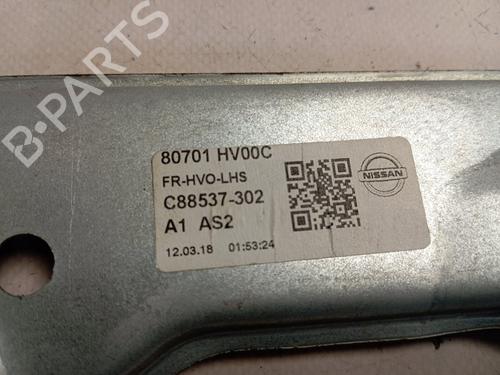 80701 HV00C
FR-HVO-LHS
C88537-302
A1 AS2
12.03.18 01:53:24
NISSAN
B-PARTS